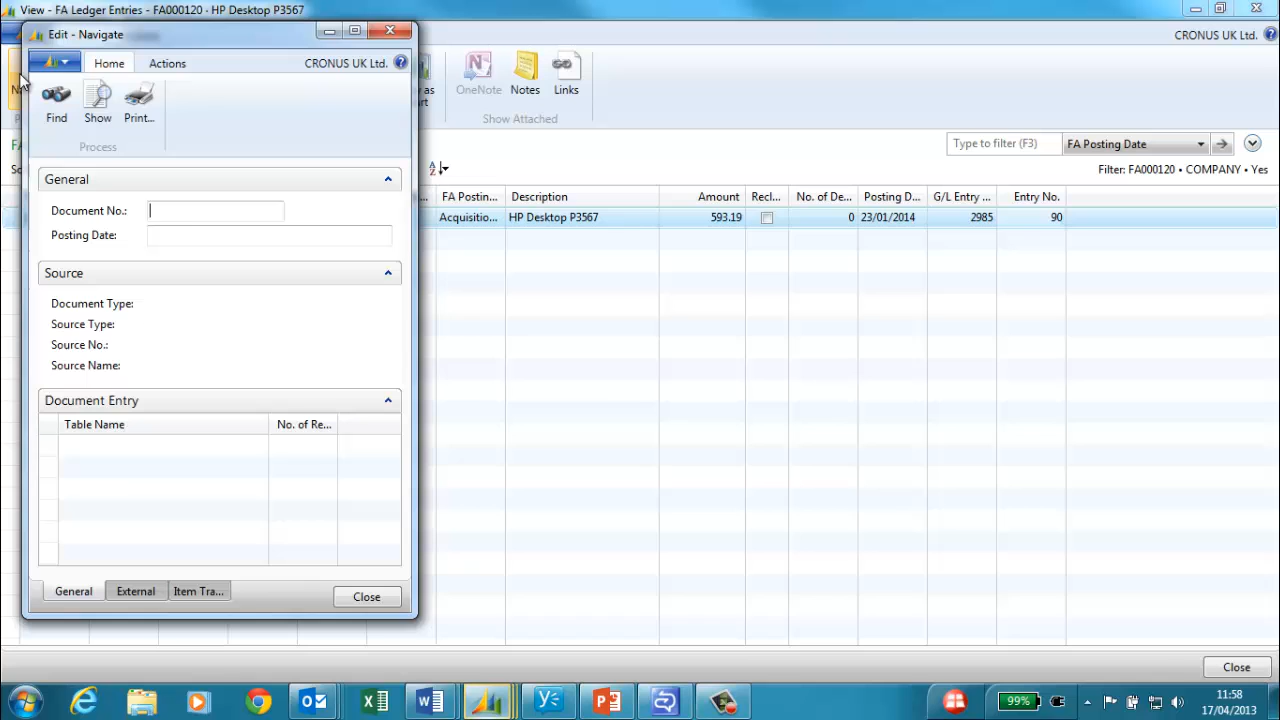 View - FA Ledger Entries - FA000120 · HP Desktop P3567
Edit - Navigate
CRONUS UK Ltd.
Home
Actions
CRONUS UK Ltd.
Find
Show
Print...
Process
OneNote
Notes
Links
Show Attached
Type to filter (F3)
FA Posting Date
Filter: FA000120 • COMPANY • Yes
General
Document No.:
Posting Date:
Source
Document Type:
Source Type:
Source No.:
Source Name:
Document Entry
Table Name
No. of Re...
General
External
Item Tra...
Close
FA Postin...
Description
Amount
Recl...
No. of De...
Posting D...
G/L Entry ...
Entry No.
Acquisitio...
HP Desktop P3567
593.19
0
23/01/2014
2985
90
Close
99%
11:58
17/04/2013